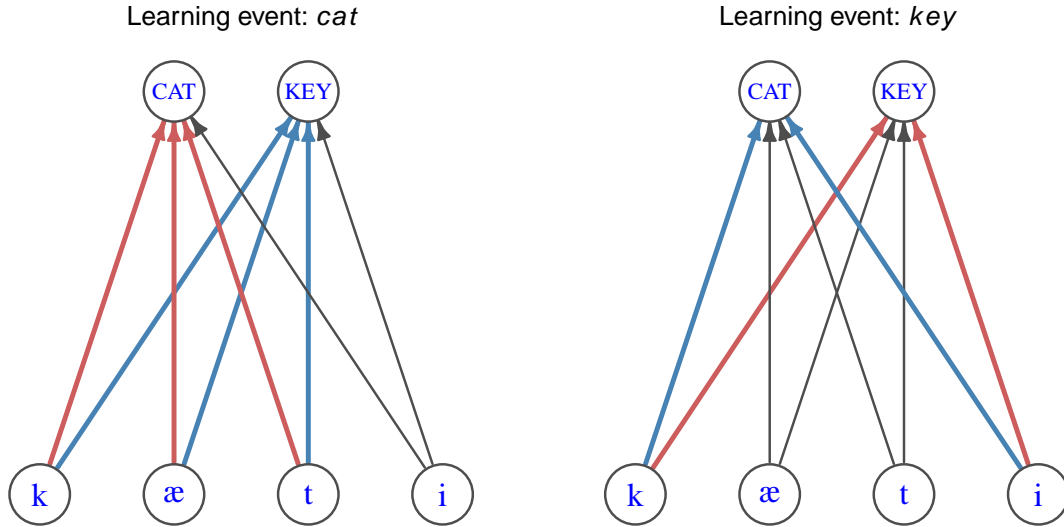 Learning event: cat
Learning event: key
CAT KEY
CAT KEY
k æ t i
k æ t i